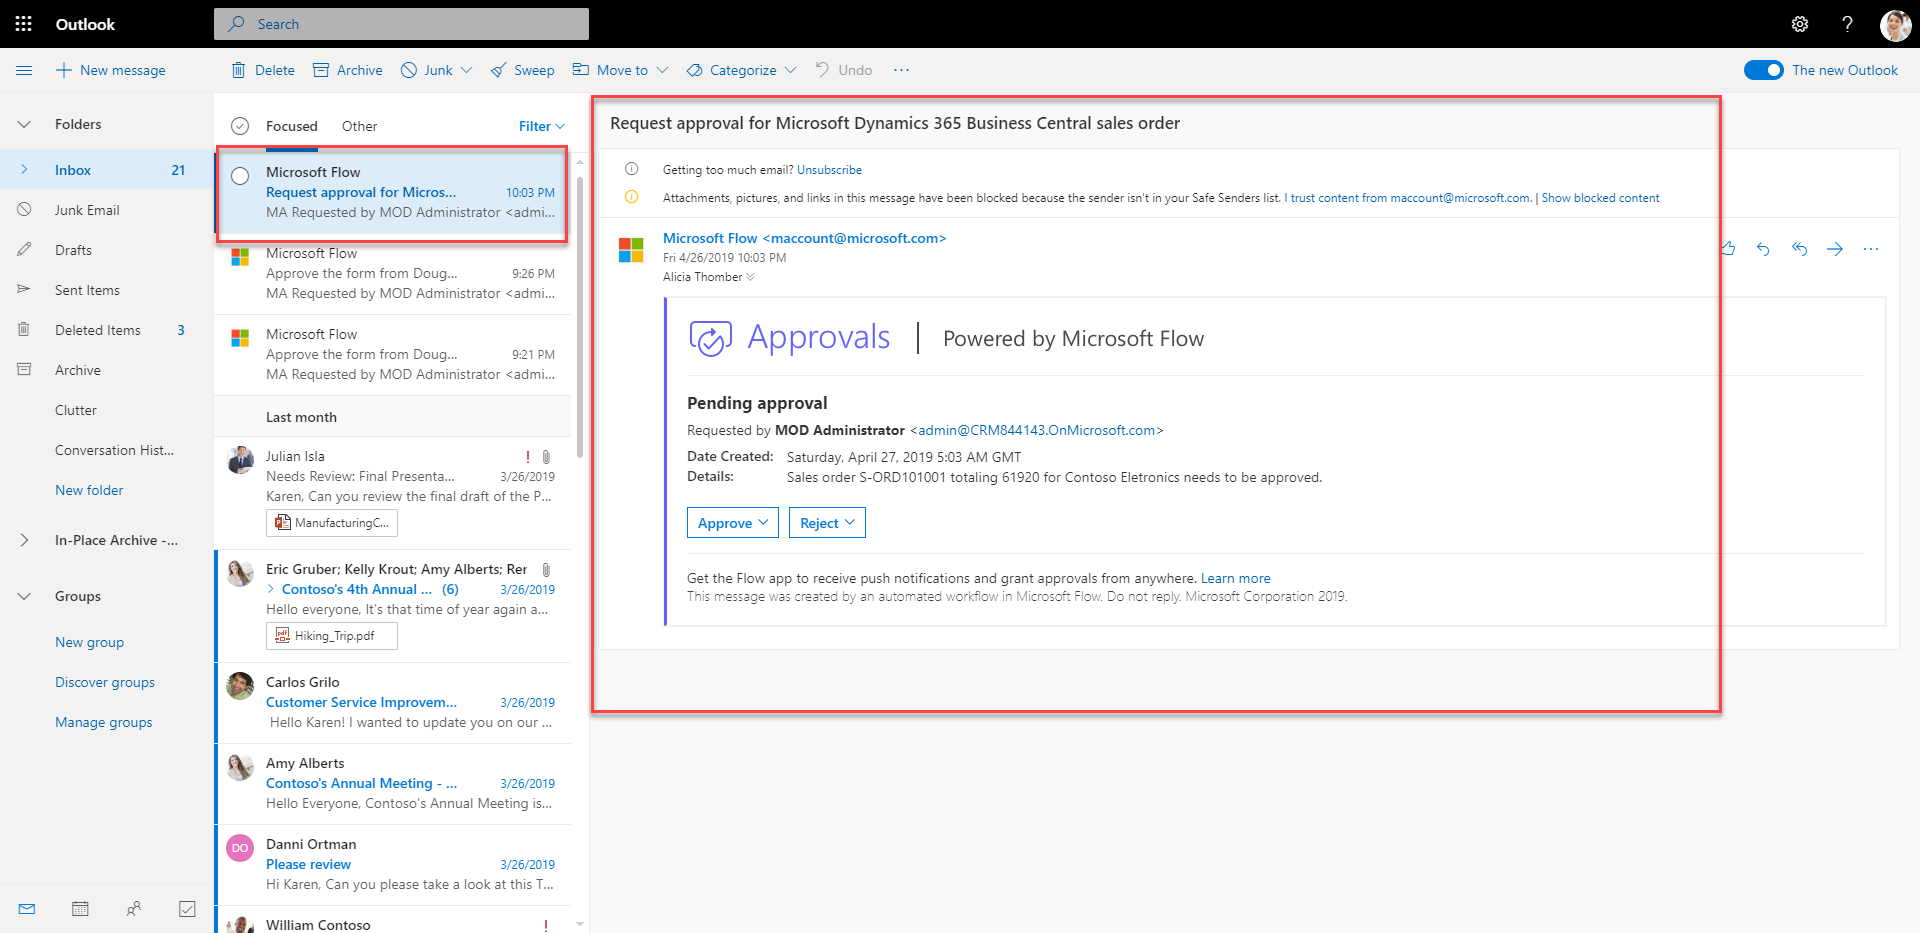 Outlook
Search
New message
Delete
Archive
Junk
Sweep
Move to
Categorize
Undo
The new Outlook
Folders
Inbox 21
Junk Email
Drafts
Sent Items
Deleted Items 3
Archive
Clutter
Conversation Hist...
New folder
In-Place Archive -...
Groups
New group
Discover groups
Manage groups
Focused
Other
Filter
Microsoft Flow
Request approval for Micros... 10:03 PM
MA Requested by MOD Administrator <admi...
Microsoft Flow
Approve the form from Doug... 9:26 PM
MA Requested by MOD Administrator <admi...
Microsoft Flow
Approve the form from Doug... 9:21 PM
MA Requested by MOD Administrator <admi...
Last month
Julian Isla
Needs Review: Final Presenta... 3/26/2019
Karen, Can you review the final draft of the P...
ManufacturingC...
Eric Gruber; Kelly Krout; Amy Alberts; Rer
Contoso's 4th Annual ... (6) 3/26/2019
Hello everyone, It's that time of year again a...
Hiking_Trip.pdf
Carlos Grilo
Customer Service Improvem... 3/26/2019
Hello Karen! I wanted to update you on our ...
Amy Alberts
Contoso's Annual Meeting - ... 3/26/2019
Hello Everyone, Contoso's Annual Meeting is...
DO
Danni Ortman
Please review 3/26/2019
Hi Karen, Can you please take a look at this T...
William Contoso
Request approval for Microsoft Dynamics 365 Business Central sales order
Getting too much email? Unsubscribe
Attachments, pictures, and links in this message have been blocked because the sender isn't in your Safe Senders list. I trust content from maccount@microsoft.com. | Show blocked content
Microsoft Flow <maccount@microsoft.com>
Fri 4/26/2019 10:03 PM
Alicia Thomber
Approvals | Powered by Microsoft Flow
Pending approval
Requested by MOD Administrator <admin@CRM844143.OnMicrosoft.com>
Date Created: Saturday, April 27, 2019 5:03 AM GMT
Details: Sales order S-ORD101001 totaling 61920 for Contoso Eletronics needs to be approved.
Approve
Reject
Get the Flow app to receive push notifications and grant approvals from anywhere. Learn more
This message was created by an automated workflow in Microsoft Flow. Do not reply. Microsoft Corporation 2019.